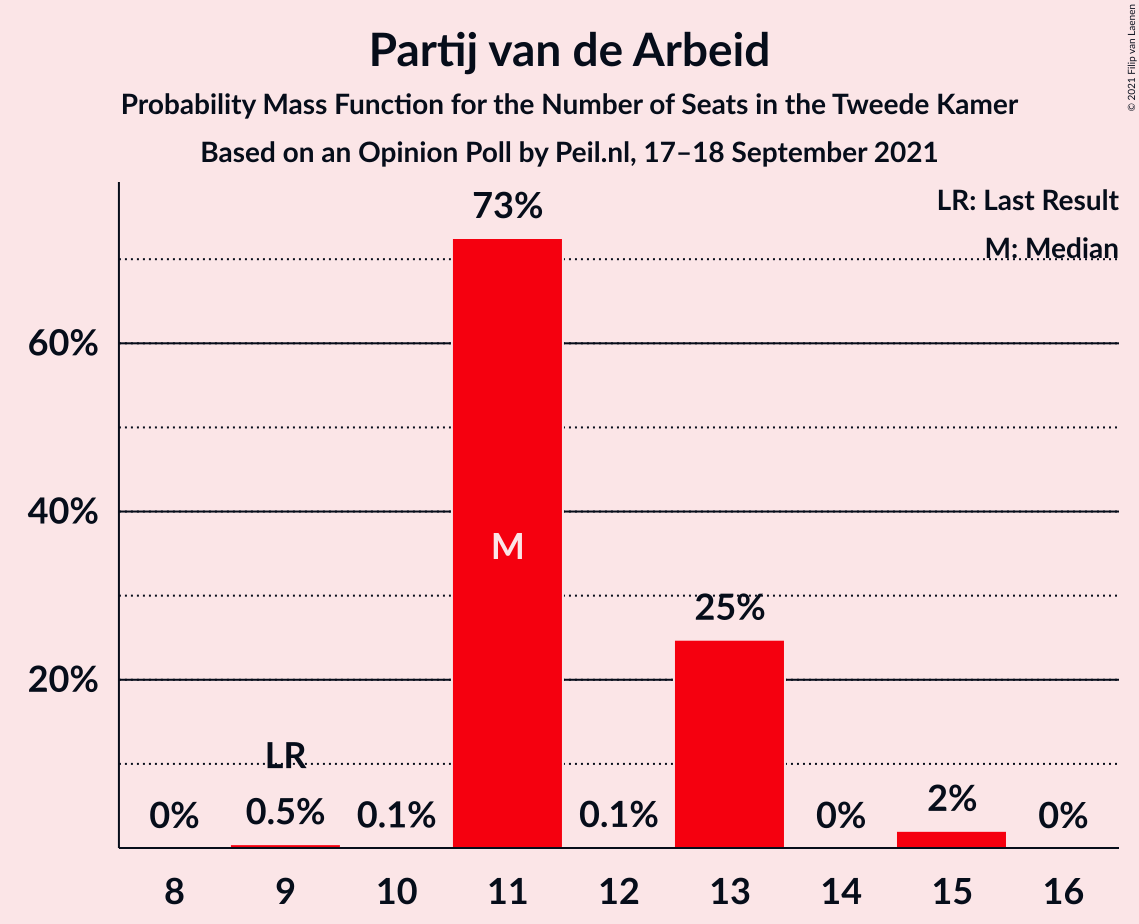 Partij van de Arbeid
Probability Mass Function for the Number of Seats in the Tweede Kamer
Based on an Opinion Poll by Peil.nl, 17–18 September 2021
© 2021 Filip van Laenen
LR: Last Result
M: Median
73%
60%
40%
M
25%
20%
LR
0% 0.5% 0.1% 0.1% 0% 2% 0%
8 9 10 11 12 13 14 15 16